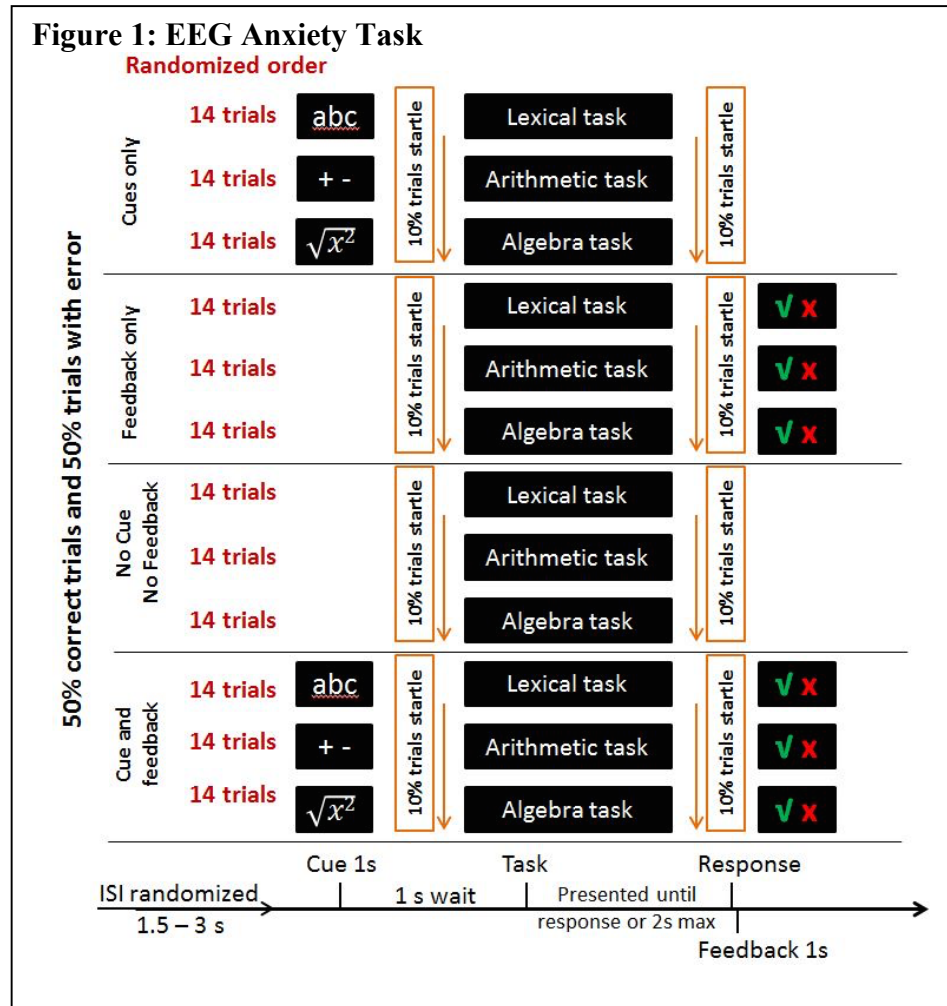 Figure 1: EEG Anxiety Task
Randomized order
50% correct trials and 50% trials with error
Cues only
14 trials
abc
10% trials startle
Lexical task
10% trials startle
14 trials
+ -
Arithmetic task
14 trials
√x²
Algebra task
Feedback only
14 trials
10% trials startle
Lexical task
10% trials startle
√ x
14 trials
Arithmetic task
√ x
14 trials
Algebra task
√ x
No Cue
No Feedback
14 trials
10% trials startle
Lexical task
10% trials startle
14 trials
Arithmetic task
14 trials
Algebra task
Cue and
feedback
14 trials
abc
10% trials startle
Lexical task
10% trials startle
√ x
14 trials
+ -
Arithmetic task
√ x
14 trials
√x²
Algebra task
√ x
Cue 1s
Task
Response
ISI randomized
1 s wait
Presented until
1.5 – 3 s
response or 2s max
Feedback 1s